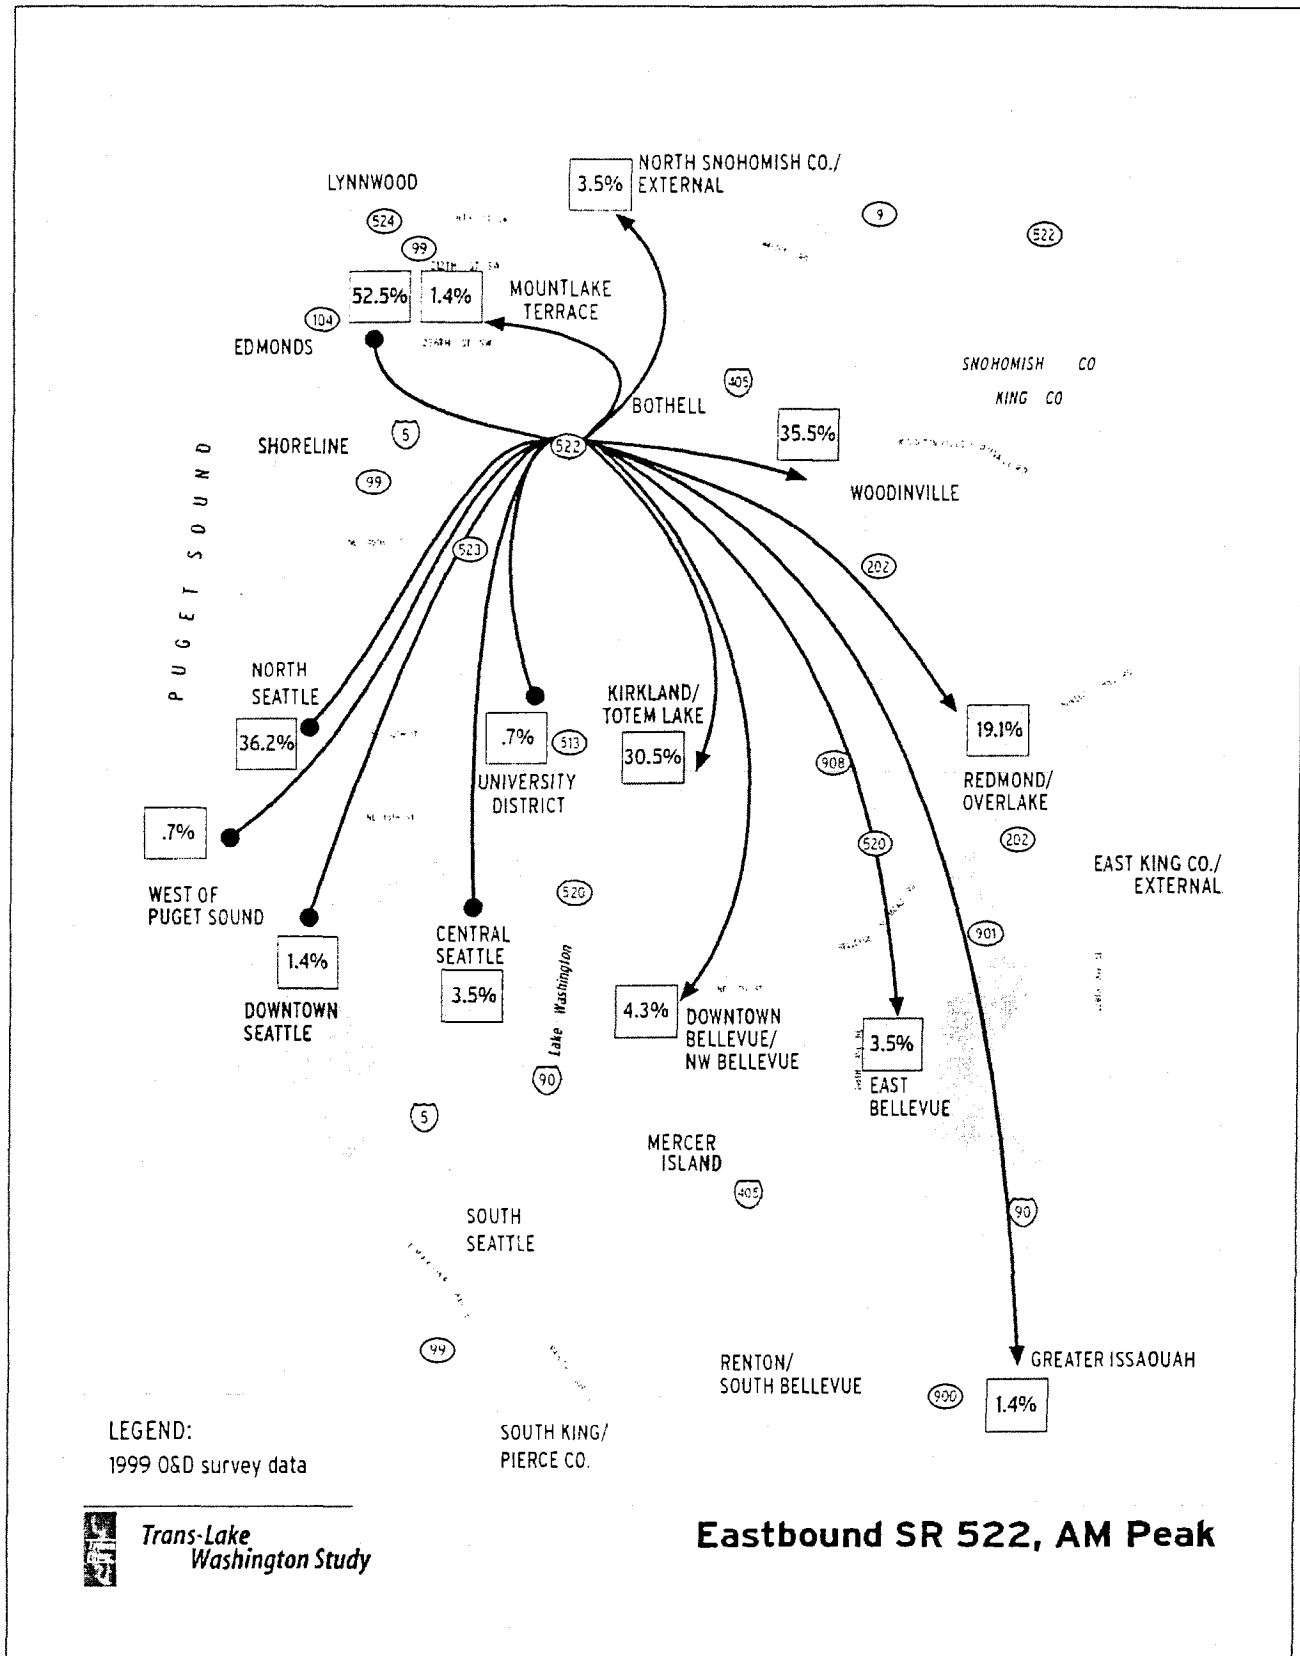 NORTH SNOHOMISH CO./
EXTERNAL
3.5%
LYNNWOOD
524
99
9
522
212TH ST SW
52.5%
1.4%
MOUNTLAKE
TERRACE
104
EDMONDS
236TH ST SW
SNOHOMISH CO
KING CO
405
BOTHELL
35.5%
5
SHORELINE
522
99
WOODINVILLE
PUGET SOUND
523
202
NORTH
SEATTLE
36.2%
KIRKLAND/
TOTEM LAKE
30.5%
.7%
513
UNIVERSITY
DISTRICT
19.1%
908
REDMOND/
OVERLAKE
.7%
520
202
WEST OF
PUGET SOUND
EAST KING CO./
EXTERNAL
520
1.4%
DOWNTOWN
SEATTLE
CENTRAL
SEATTLE
3.5%
901
Lake Washington
4.3%
DOWNTOWN
BELLEVUE/
NW BELLEVUE
3.5%
EAST
BELLEVUE
90
5
MERCER
ISLAND
405
90
SOUTH
SEATTLE
99
RENTON/
SOUTH BELLEVUE
GREATER ISSAOUAH
900
1.4%
LEGEND:
1999 O&D survey data
SOUTH KING/
PIERCE CO.
Trans-Lake
Washington Study
Eastbound SR 522, AM Peak